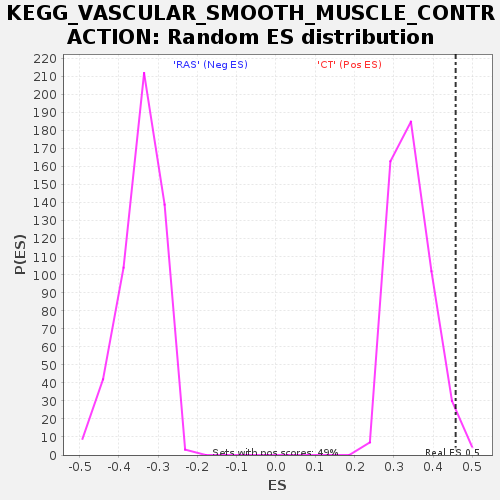 KEGG_VASCULAR_SMOOTH_MUSCLE_CONTR
ACTION: Random ES distribution
'RAS' (Neg ES) 'CT' (Pos ES)
220
210
200
190
180
170
160
150
140
130
120
110
100
90
80
70
60
50
40
30
20
10
0
P(ES)
Sets with pos scores: 49%
Real ES 0.5
-0.5 -0.4 -0.3 -0.2 -0.1 0.0 0.1 0.2 0.3 0.4 0.5
ES